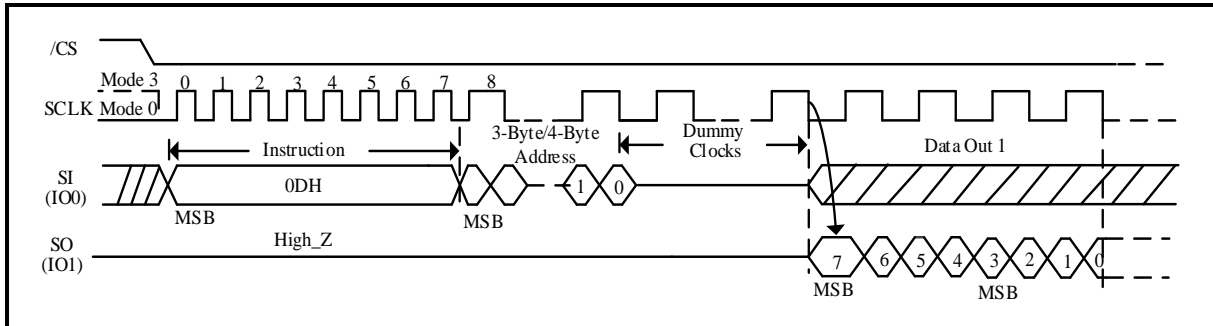 /CS
Mode 3 0 1 2 3 4 5 6 7 8
SCLK Mode 0
Instruction
3-Byte/4-Byte
Address
Dummy
Clocks
Data Out 1
SI
(IO0)
0DH
1 0
MSB
MSB
SO
(IO1)
High_Z
7 6 5 4 3 2 1 0
MSB
MSB